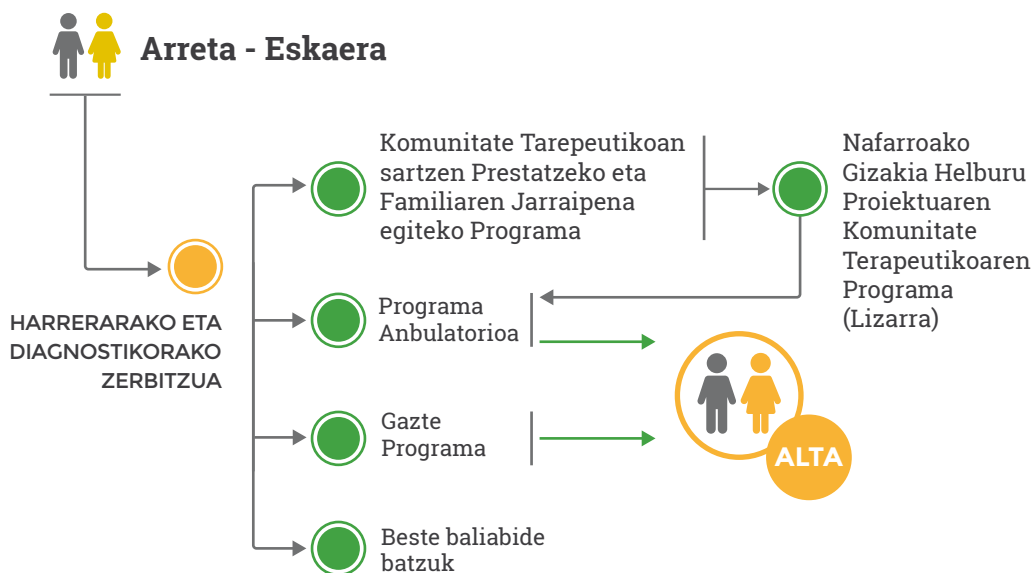 Arreta - Eskaera
HARRERARAKO ETA
DIAGNOSTIKORAKO
ZERBITZUA
Komunitate Tarepeutikoan
sartzen Prestatzeko eta
Familiaren Jarraipena
egiteko Programa
Nafarroako
Gizakia Helburu
Proiektuaren
Komunitate
Terapeutikoaren
Programa
(Lizarra)
Programa
Anbulatorioa
Gazte
Programa
ALTA
Beste baliabide
batzuk